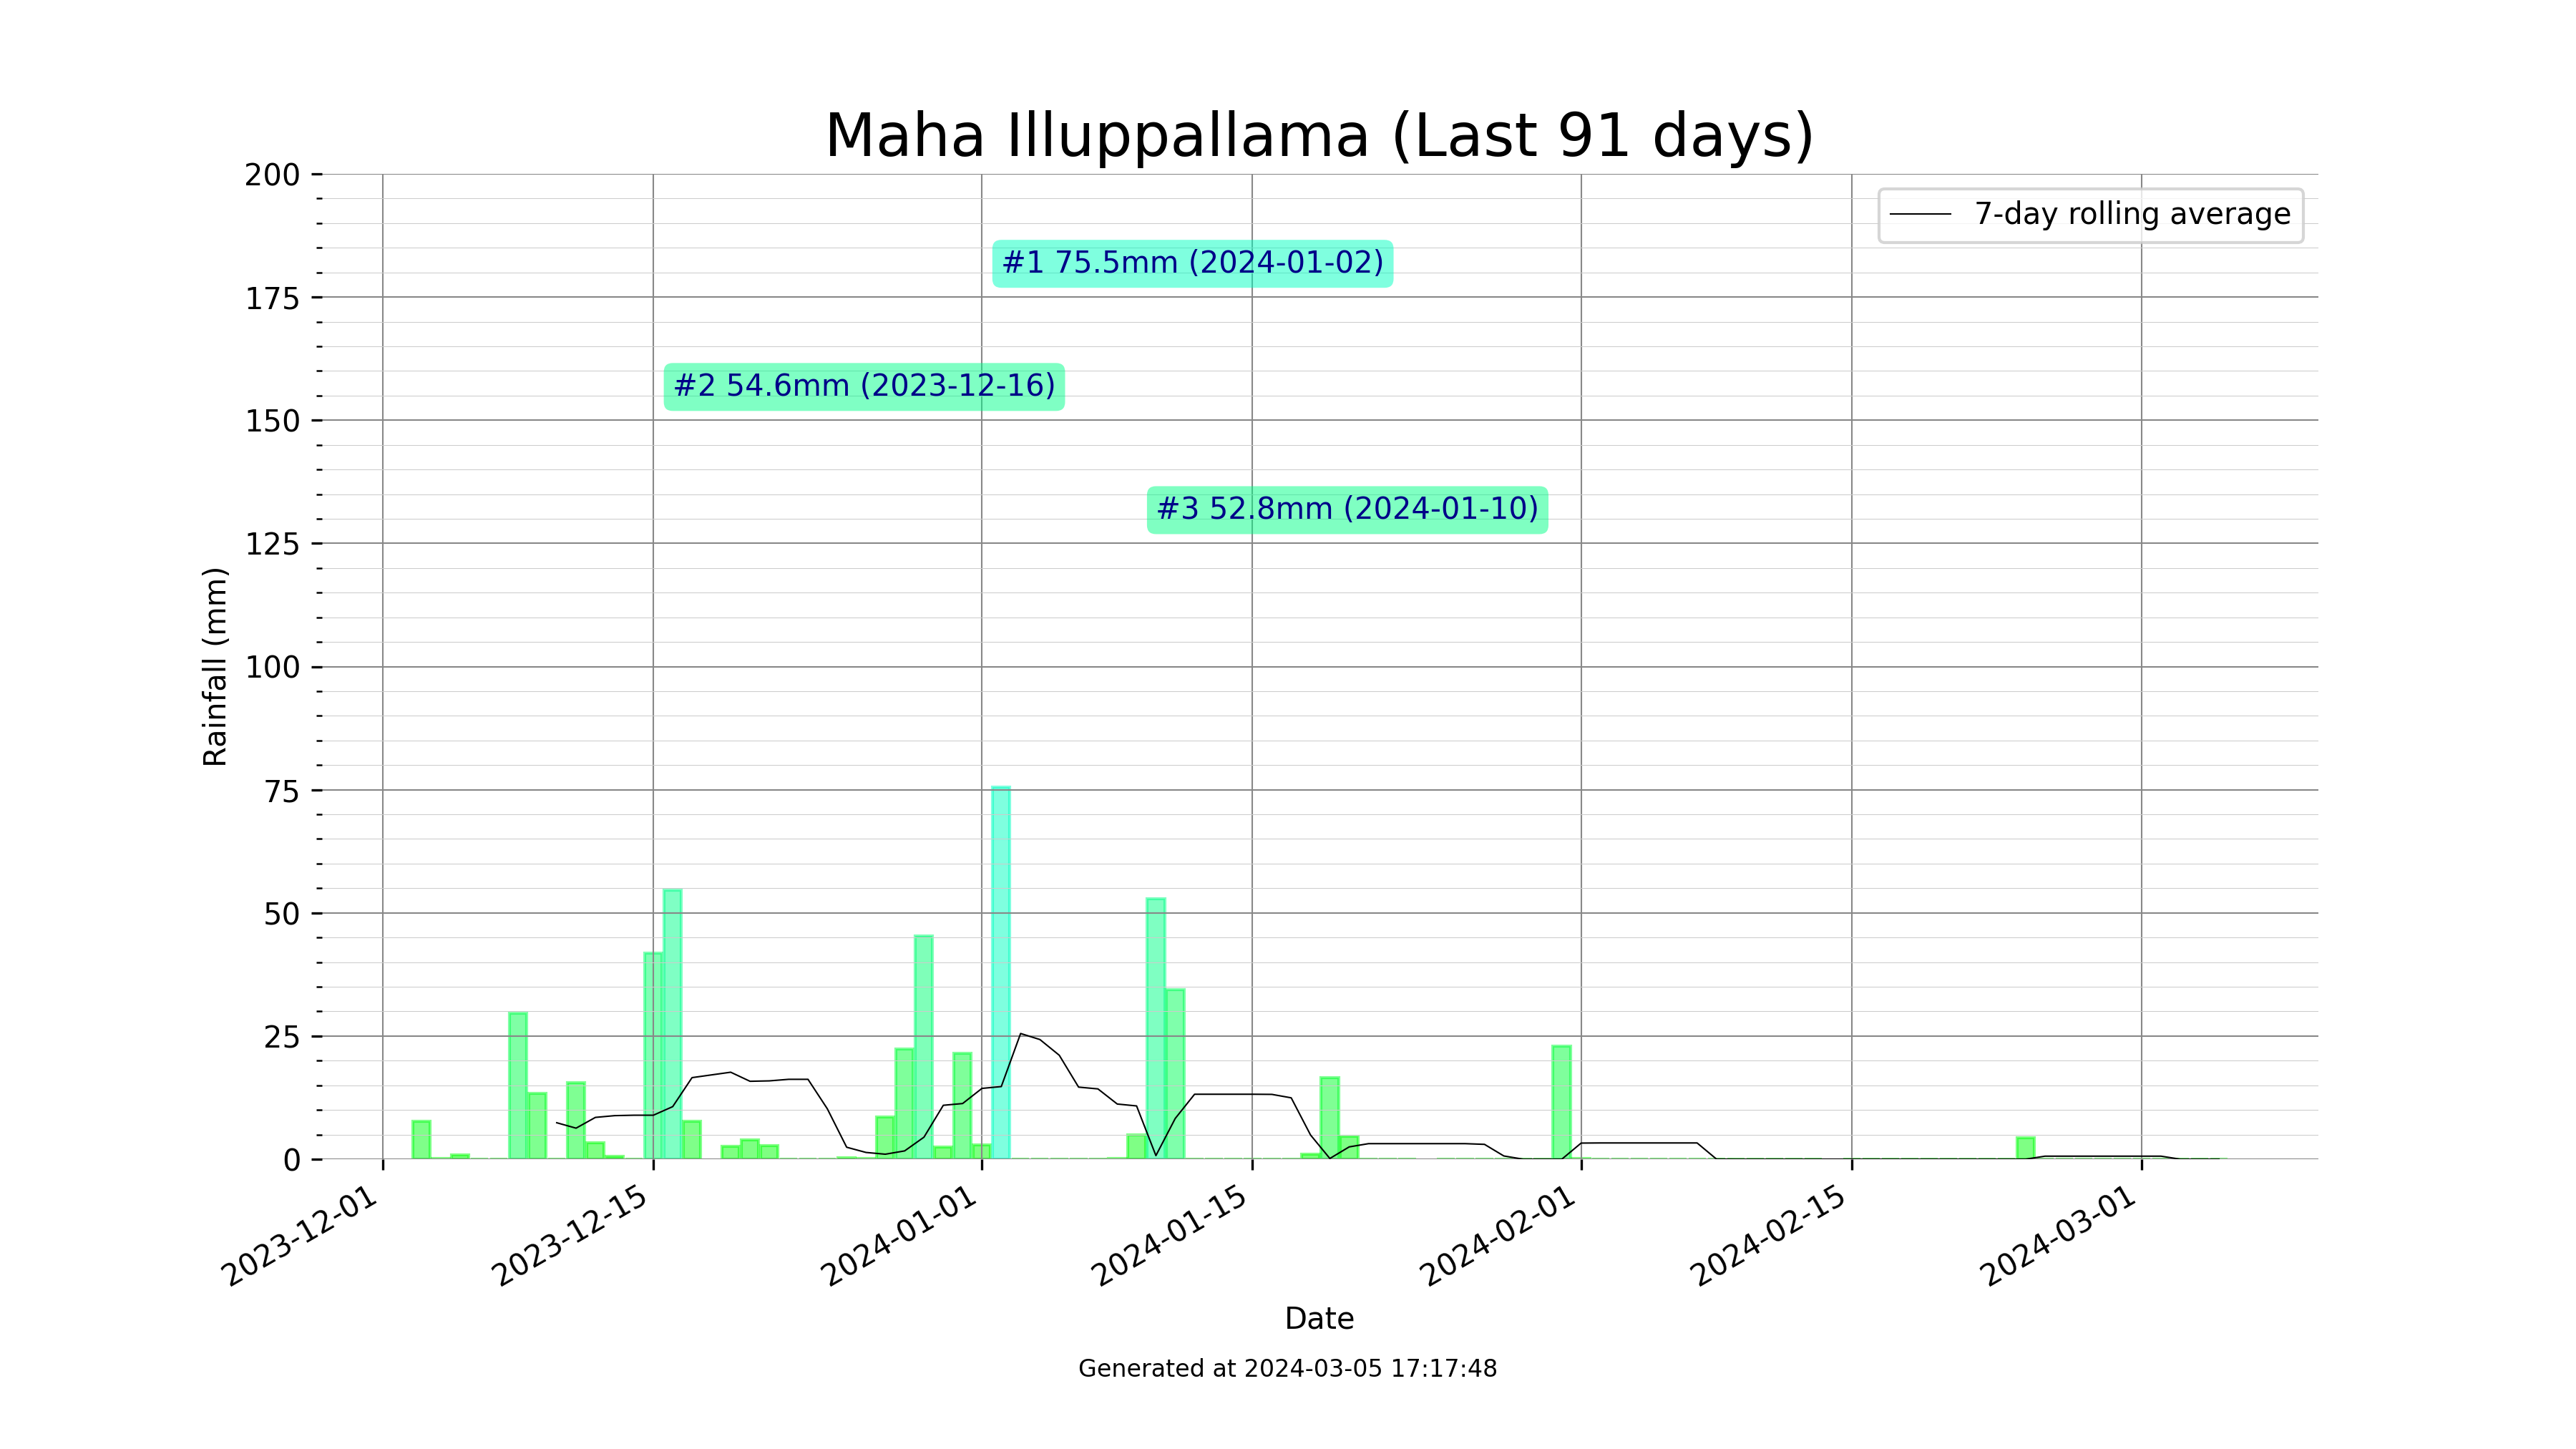 Maha Illuppallama (Last 91 days)
200
175
150
125
100
75
50
25
0
Rainfall (mm)
7-day rolling average
#1 75.5mm (2024-01-02)
#2 54.6mm (2023-12-16)
#3 52.8mm (2024-01-10)
2023-12-01
2023-12-15
2024-01-01
2024-01-15
2024-02-01
2024-02-15
2024-03-01
Date
Generated at 2024-03-05 17:17:48